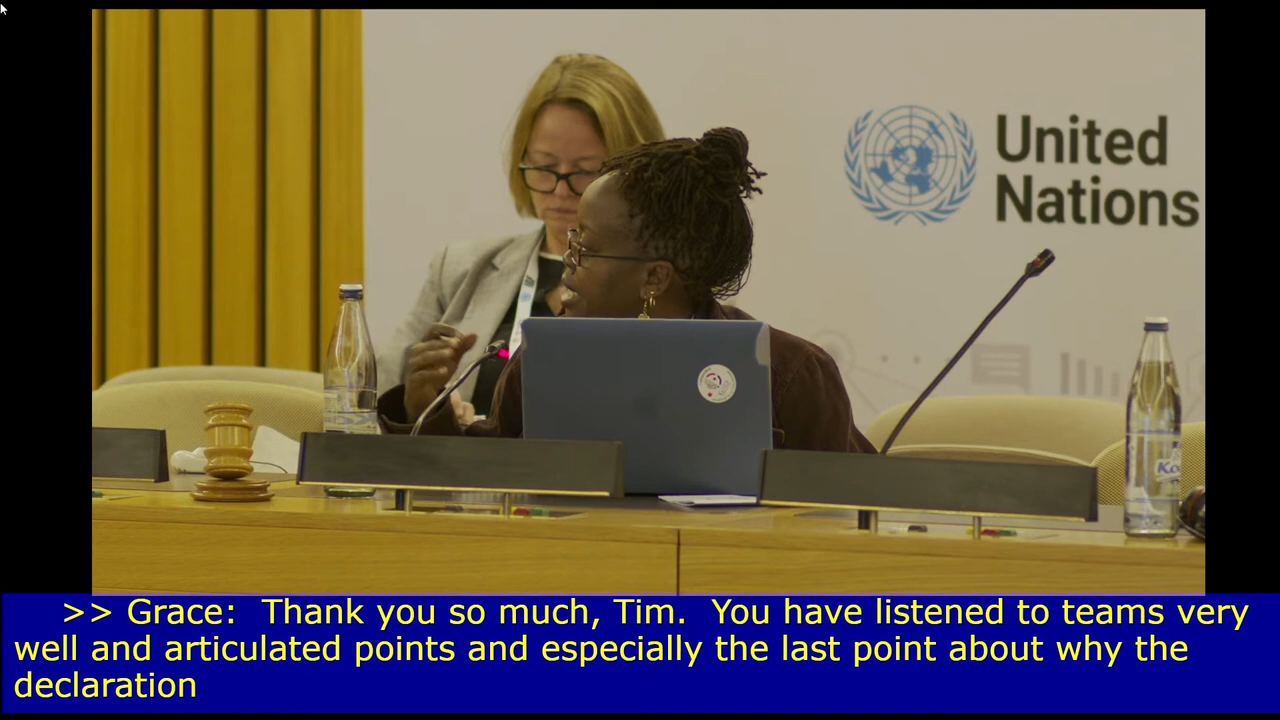 United
Nations
Ko
>> Grace:  Thank you so much, Tim.  You have listened to teams very
well and articulated points and especially the last point about why the
declaration